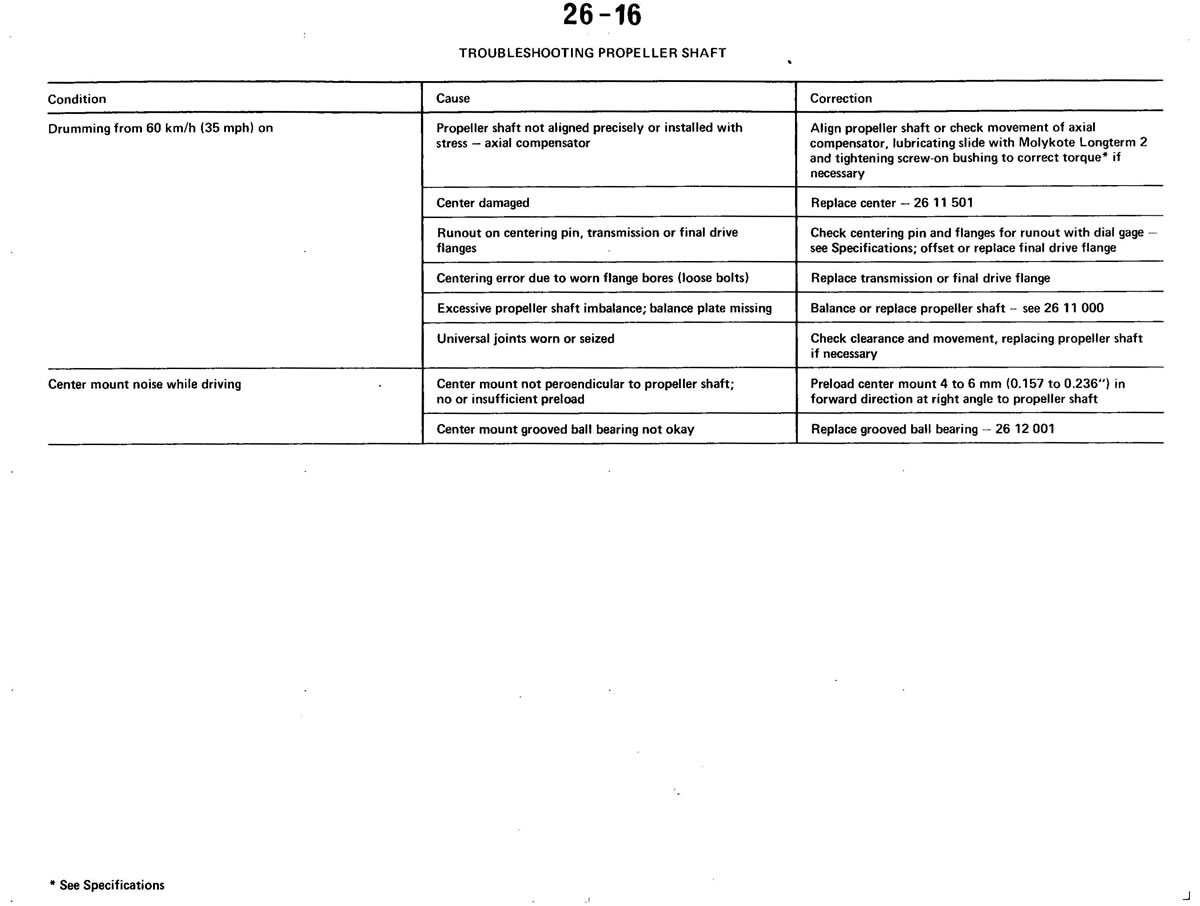 26-16
TROUBLESHOOTING PROPELLER SHAFT
Condition
Cause
Correction
Drumming from 60 km/h (35 mph) on
Propeller shaft not aligned precisely or installed with
stress — axial compensator
Align propeller shaft or check movement of axial
compensator, lubricating slide with Molykote Longterm 2
and tightening screw-on bushing to correct torque* if
necessary
Center damaged
Replace center — 26 11 501
Runout on centering pin, transmission or final drive
flanges
Check centering pin and flanges for runout with dial gage —
see Specifications; offset or replace final drive flange
Centering error due to worn flange bores (loose bolts)
Replace transmission or final drive flange
Excessive propeller shaft imbalance; balance plate missing
Balance or replace propeller shaft — see 26 11 000
Universal joints worn or seized
Check clearance and movement, replacing propeller shaft
if necessary
Center mount noise while driving
Center mount not peroendicular to propeller shaft;
no or insufficient preload
Preload center mount 4 to 6 mm (0.157 to 0.236") in
forward direction at right angle to propeller shaft
Center mount grooved ball bearing not okay
Replace grooved ball bearing — 26 12 001
* See Specifications